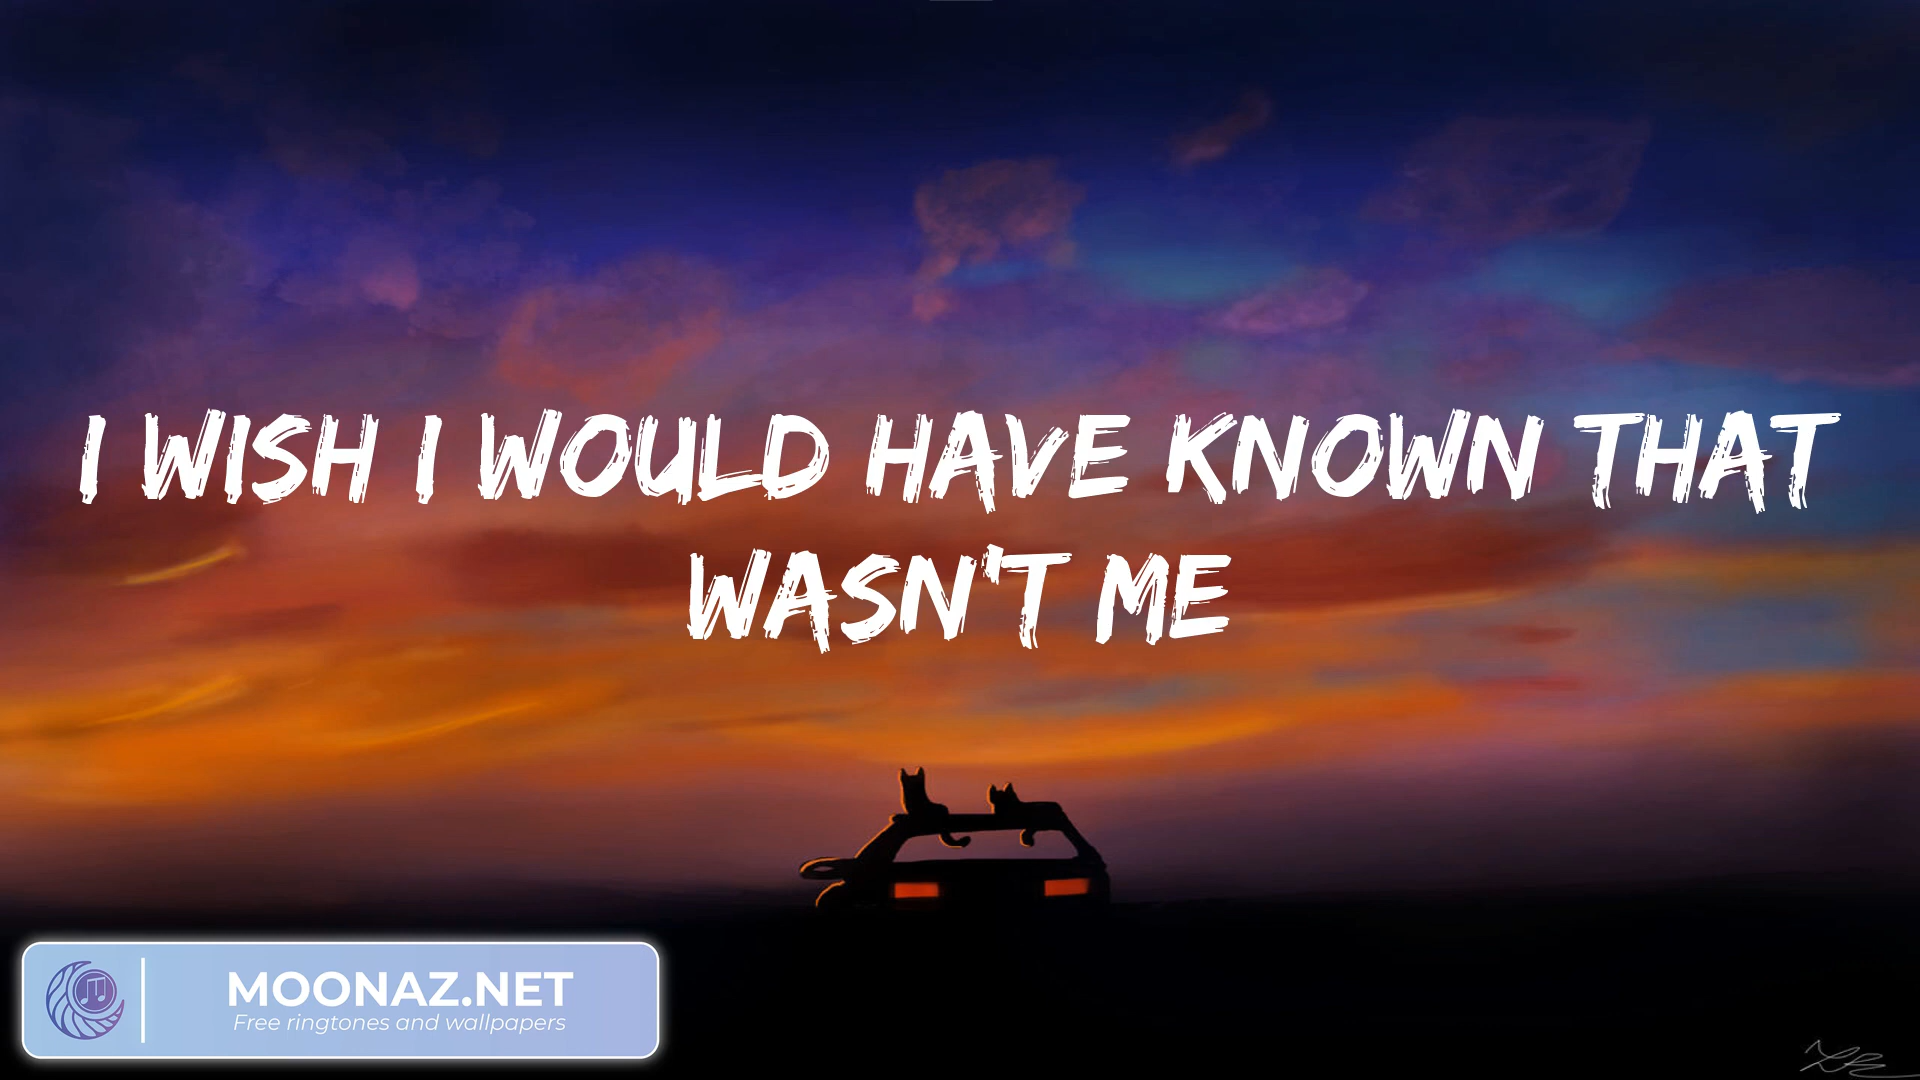 I WISH I WOULD HAVE KNOWN THAT
WASN'T ME
MOONAZ.NET
Free ringtones and wallpapers